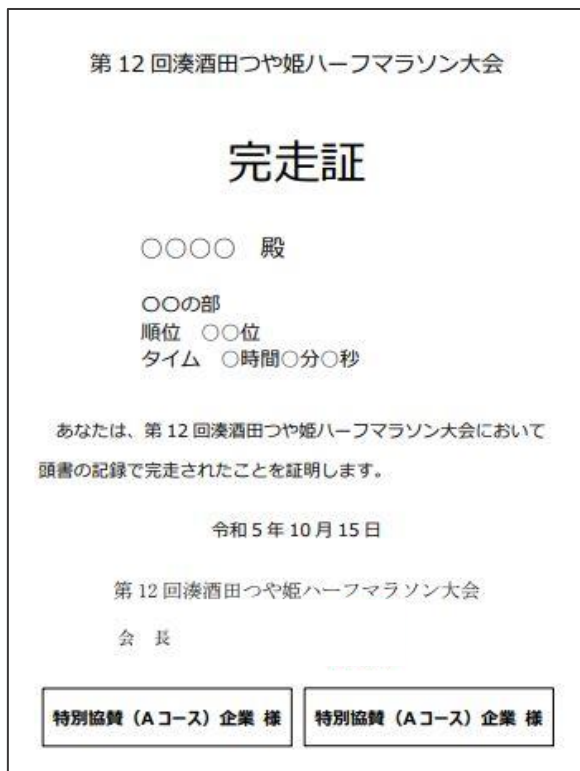 第 12 回湊酒田つや姫ハーフマラソン大会
完走証
○○○○　殿
〇〇の部
順位　○○位
タイム　○時間○分○秒
あなたは、第 12 回湊酒田つや姫ハーフマラソン大会において
頭書の記録で完走されたことを証明します。
令和 5 年 10 月 15 日
第 12 回湊酒田つや姫ハーフマラソン大会
会　長
特別協賛（A コース）企業 様
特別協賛（A コース）企業 様